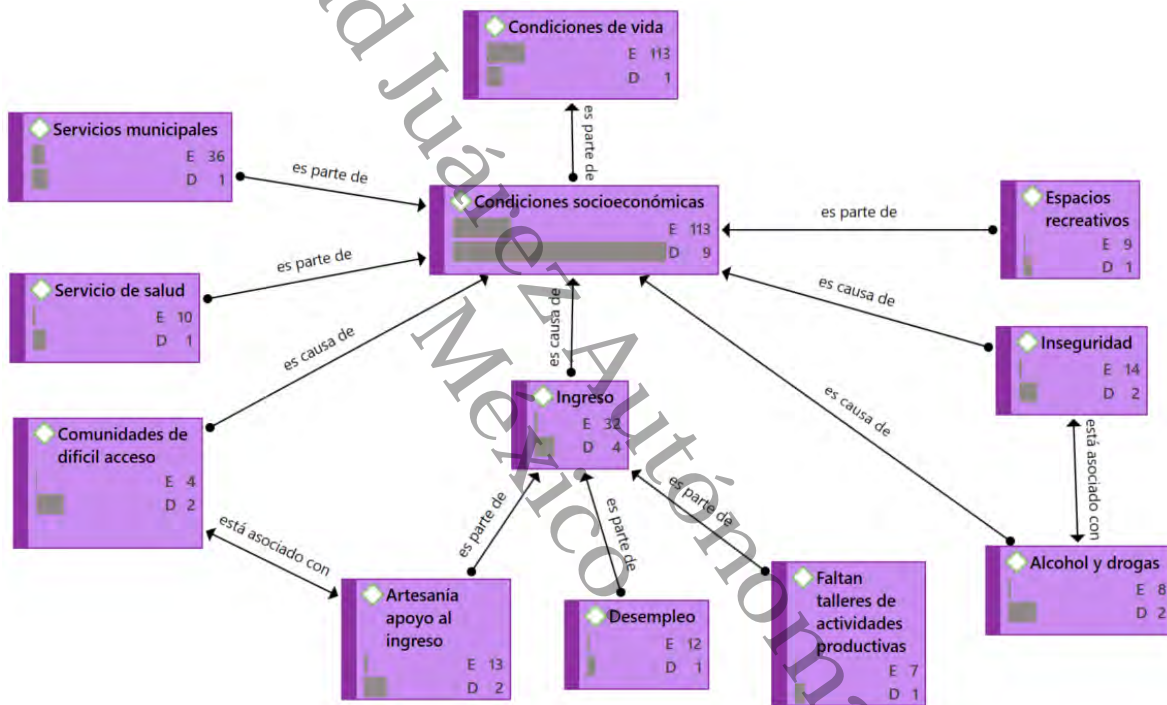 Condiciones de vida
E 113
D 1
es parte de
Servicios municipales
E 36
D 1
es parte de
Condiciones socioeconómicas
E 113
D 9
es parte de
Espacios
recreativos
E 9
D 1
Servicio de salud
E 10
D 1
es parte de
es causa de
Inseguridad
E 14
D 2
es causa de
es causa de
Ingreso
E 32
D 4
es causa de
Comunidades de
dificil acceso
E 4
D 2
está asociado con
está asociado con
es parte de
es parte de
es parte de
Artesanía
apoyo al
ingreso
E 13
D 2
Desempleo
E 12
D 1
Faltan
talleres de
actividades
productivas
E 7
D 1
Alcohol y drogas
E 8
D 2
Juárez Autónoma
México